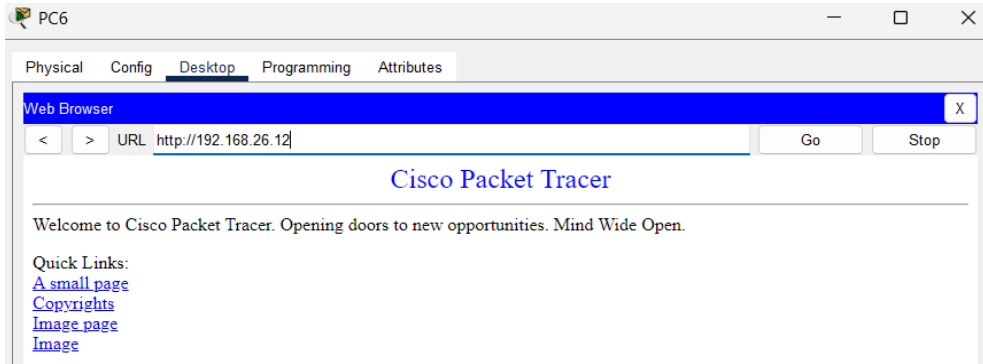 PC6
Physical Config Desktop Programming Attributes
Web Browser X
< > URL http://192.168.26.12 Go Stop
Cisco Packet Tracer
Welcome to Cisco Packet Tracer. Opening doors to new opportunities. Mind Wide Open.
Quick Links:
A small page
Copyrights
Image page
Image